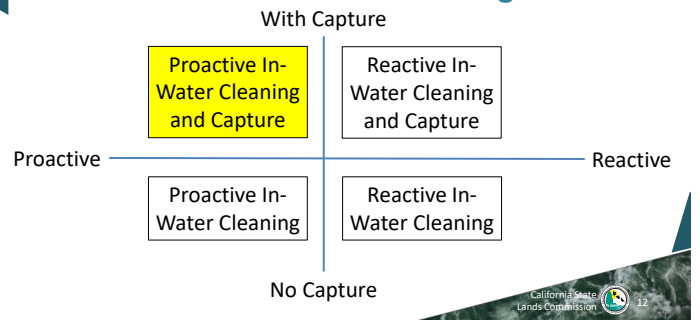 With Capture
Proactive In-
Water Cleaning
and Capture
Reactive In-
Water Cleaning
and Capture
Proactive
Reactive
Proactive In-
Water Cleaning
Reactive In-
Water Cleaning
No Capture
California State
Lands Commission
12